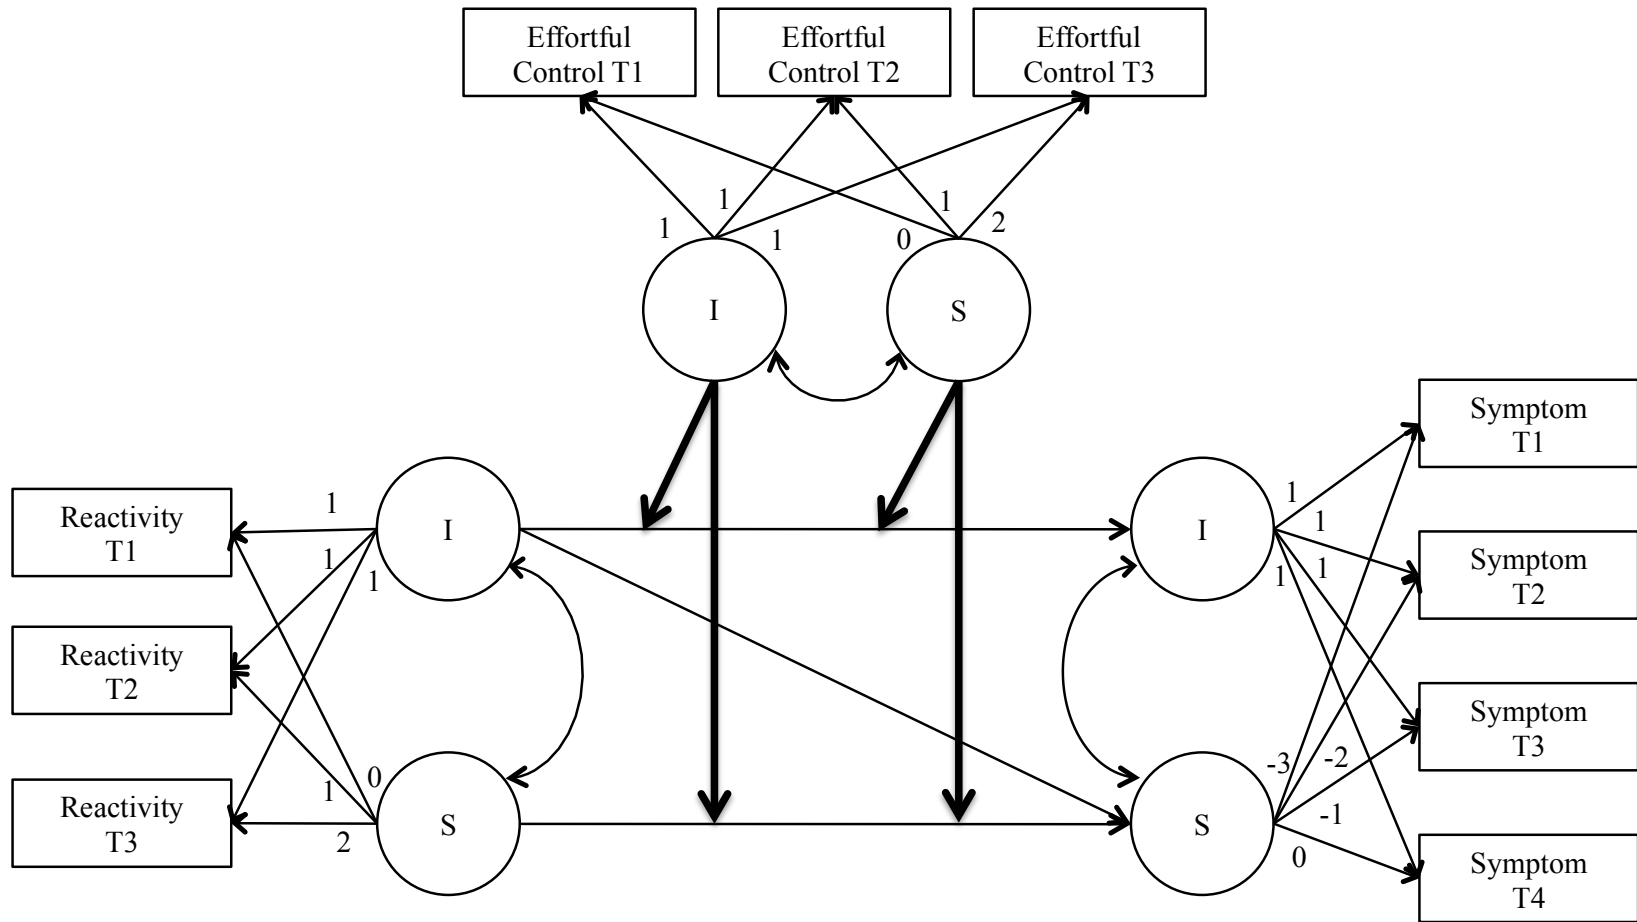 Effortful
Control T1
Effortful
Control T2
Effortful
Control T3
1
1
1
0
1
2
I
S
Symptom
T1
Reactivity
T1
1
1
1
I
I
1
1
1
1
Symptom
T2
Reactivity
T2
Symptom
T3
Reactivity
T3
0
1
2
S
S
-3
-2
-1
0
Symptom
T4